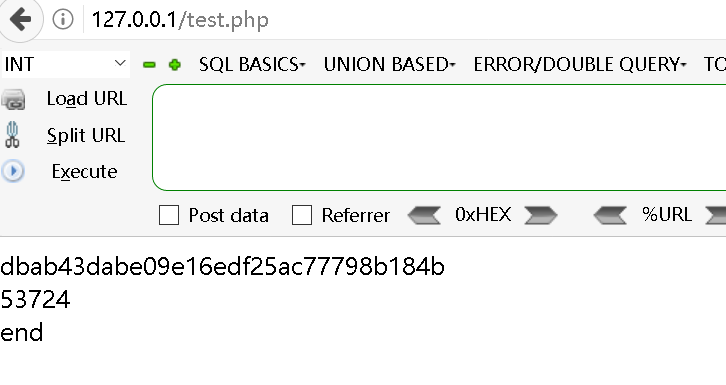 127.0.0.1/test.php
INT SQL BASICS UNION BASED ERROR/DOUBLE QUERY TO
Load URL
Split URL
Execute
Post data Referrer 0xHEX %URL
dbab43dabe09e16edf25ac77798b184b
53724
end